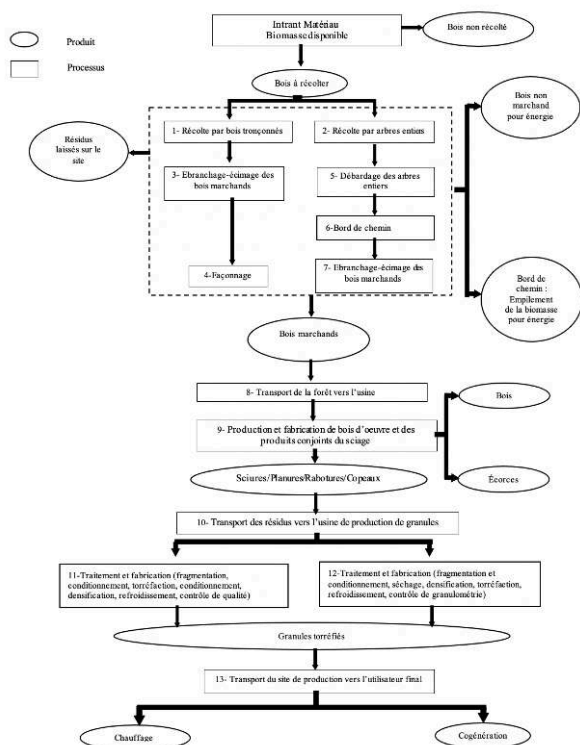 Produit
Processus
Intrant Matériau
Biomasse disponible
Bois non récolté
Bois à récolter
Bois non
marchand
pour énergie
Résidus
laissés sur le
site
1- Récolte par bois tronçonnés
2- Récolte par arbres entiers
3- Ebranchage-écimage des
bois marchands
5- Débardage des arbres
entiers
6-Bord de chemin
4-Façonnage
7- Ebranchage-écimage des
bois marchands
Bord de
chemin :
Empilement
de la biomasse
pour énergie
Bois marchands
8- Transport de la forêt vers l'usine
Bois
9- Production et fabrication de bois d'oeuvre et des
produits conjoints du sciage
Sciures/Planures/Rabotures/Copeaux
Écorces
10- Transport des résidus vers l'usine de production de granules
11-Traitement et fabrication (fragmentation,
conditionnement, torréfaction, conditionnement,
densification, refroidissement, contrôle de qualité)
12-Traitement et fabrication (fragmentation et
conditionnement, séchage, densification, torréfaction,
refroidissement, contrôle de granulométrie)
Granules torréfiés
13- Transport du site de production vers l'utilisateur final
Chauffage
Cogénération